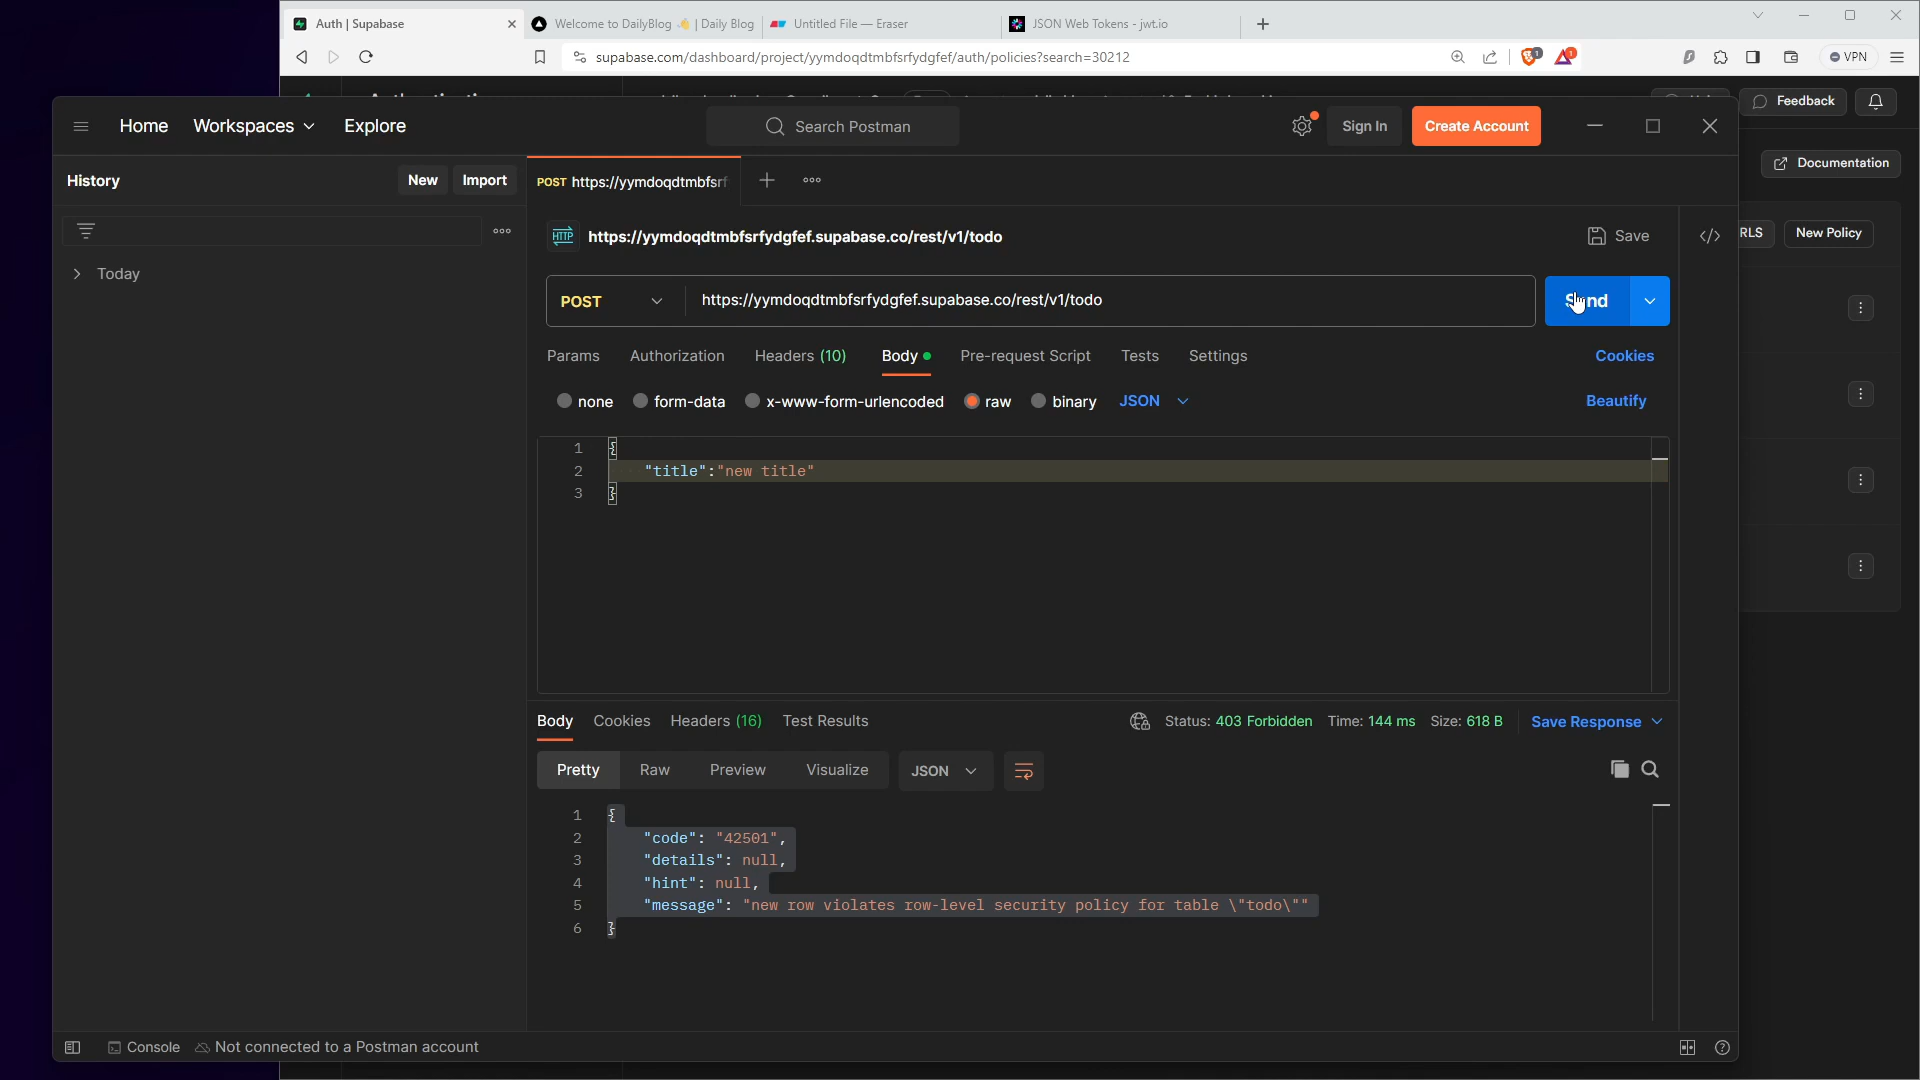 Auth | Supabase
Welcome to DailyBlog 👋 | Daily Blog
Untitled File — Eraser
JSON Web Tokens - jwt.io
supabase.com/dashboard/project/yymdoqdtmbfsrfydgfef/auth/policies?search=30212
1
1
VPN
Feedback
Home
Workspaces
Explore
Search Postman
Sign In
Create Account
Documentation
History
New
Import
POST https://yymdoqdtmbfsrf
RLS
New Policy
HTTP
https://yymdoqdtmbfsrfydgfef.supabase.co/rest/v1/todo
Save
</>
Today
POST
https://yymdoqdtmbfsrfydgfef.supabase.co/rest/v1/todo
Send
Params
Authorization
Headers (10)
Body
Pre-request Script
Tests
Settings
Cookies
none
form-data
x-www-form-urlencoded
raw
binary
JSON
Beautify
1 {
2 "title":"new title"
3 }
Body
Cookies
Headers (16)
Test Results
Status: 403 Forbidden
Time: 144 ms
Size: 618 B
Save Response
Pretty
Raw
Preview
Visualize
JSON
1 {
2 "code": "42501",
3 "details": null,
4 "hint": null,
5 "message": "new row violates row-level security policy for table \"todo\""
6 }
Console
Not connected to a Postman account